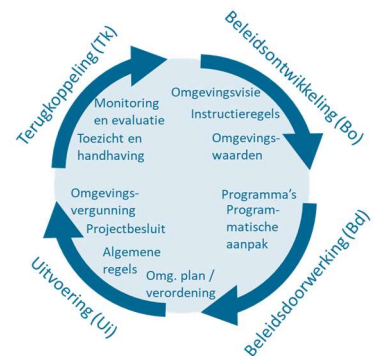 Terugkoppeling (Tk)
Beleidsontwikkeling (Bo)
Monitoring
en evaluatie
Toezicht en
handhaving
Omgevingsvisie
Instructieregels
Omgevings-
waarden
Omgevings-
vergunning
Projectbesluit
Algemene
regels
Programma's
Program-
matische
aanpak
Omg. plan /
verordening
Uitvoering (Ui)
Beleidsdoorwerking (Bd)